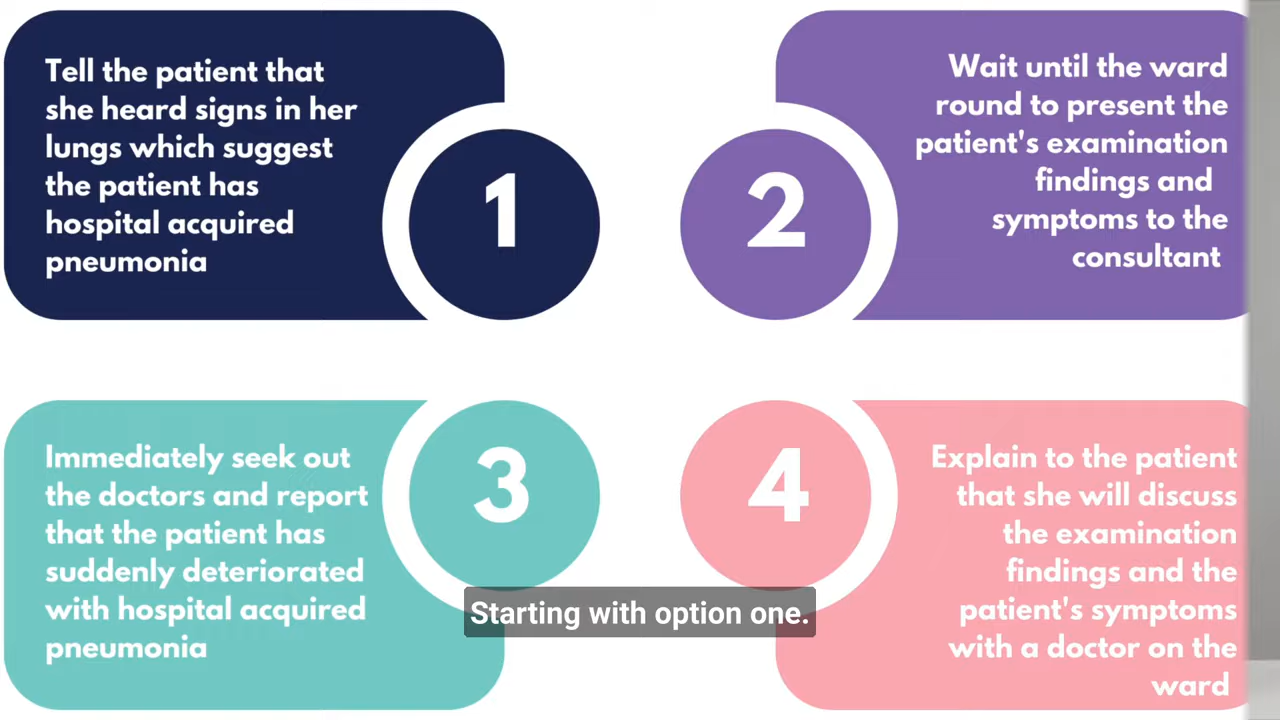 Tell the patient that
she heard signs in her
lungs which suggest
the patient has
hospital acquired
pneumonia
1
Wait until the ward
round to present the
patient's examination
findings and
symptoms to the
consultant
2
Immediately seek out
the doctors and report
that the patient has
suddenly deteriorated
with hospital acquired
pneumonia
3
Explain to the patient
that she will discuss
the examination
findings and the
patient's symptoms
with a doctor on the
ward
4
Starting with option one.